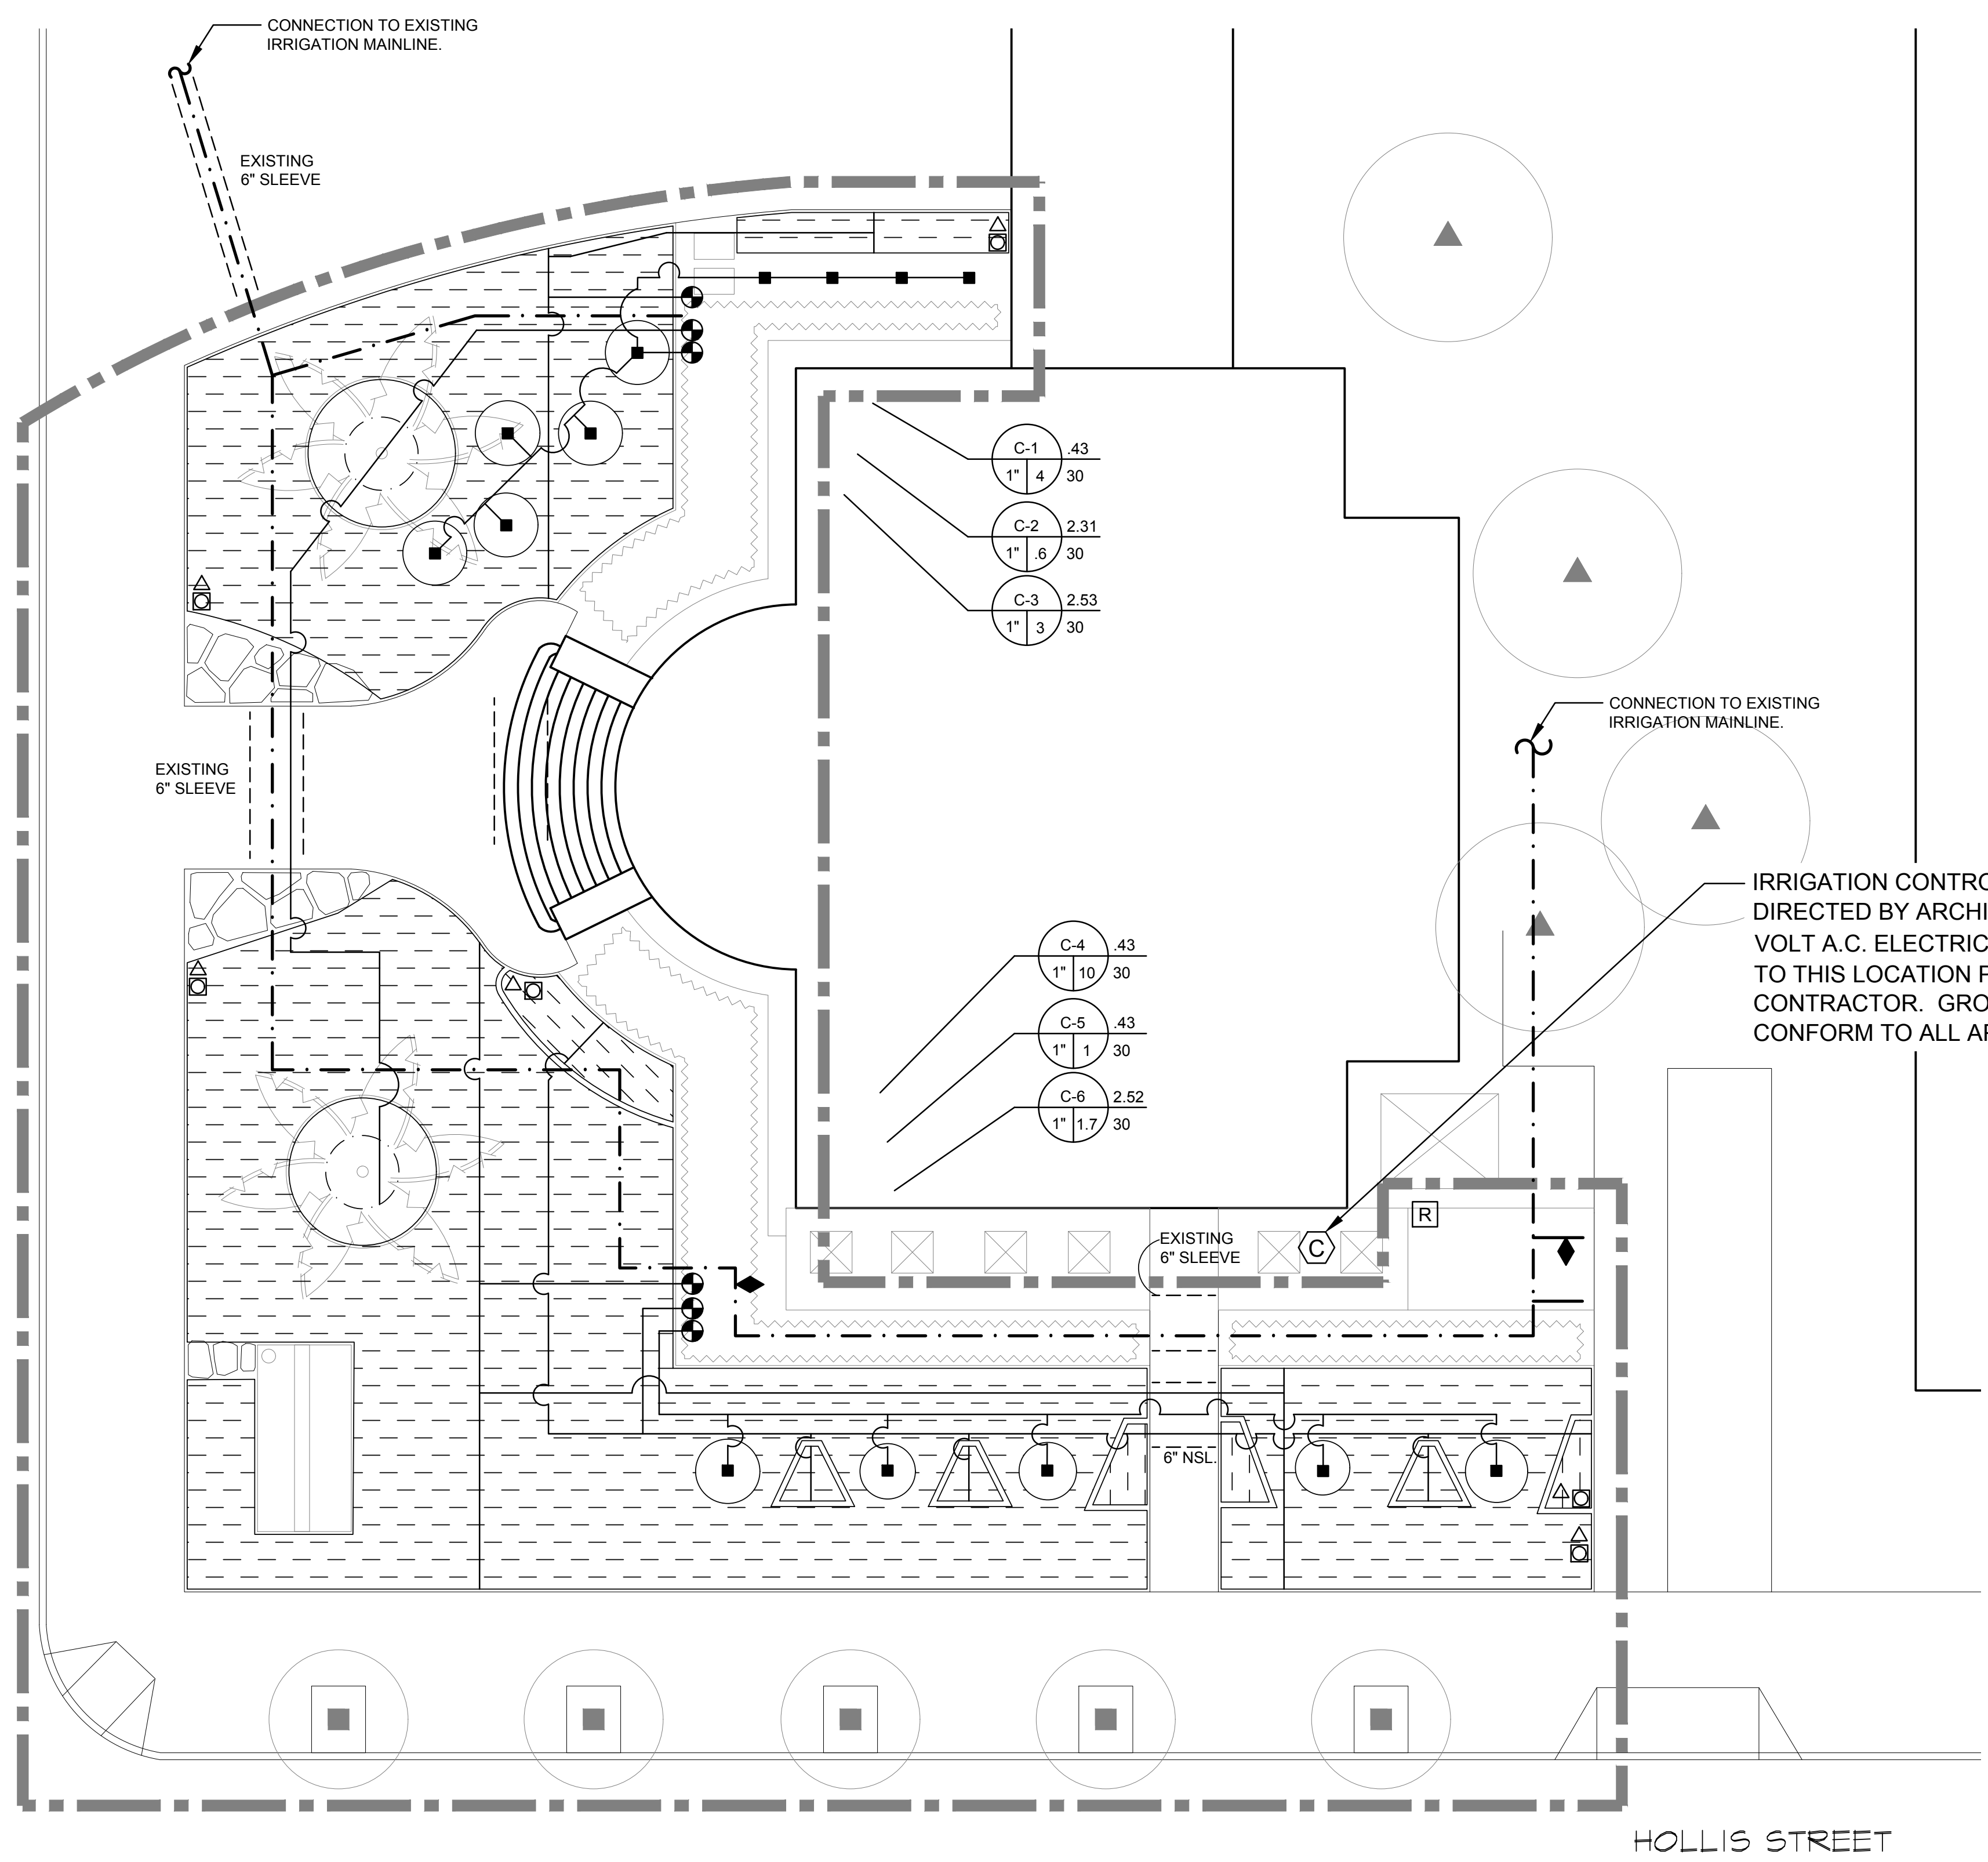 CONNECTION TO EXISTING
IRRIGATION MAINLINE.
EXISTING
6" SLEEVE
C-1 .43
1" 4 30
C-2 2.31
1" .6 30
C-3 2.53
1" 3 30
CONNECTION TO EXISTING
IRRIGATION MAINLINE.
EXISTING
6" SLEEVE
IRRIGATION CONTRO
DIRECTED BY ARCHI
VOLT A.C. ELECTRIC
TO THIS LOCATION
CONTRACTOR. GRO
CONFORM TO ALL
C-4 .43
1" 10 30
C-5 .43
1" 1 30
C-6 2.52
1" 1.7 30
R
EXISTING
6" SLEEVE
C
6" NSL.
HOLLIS STREET